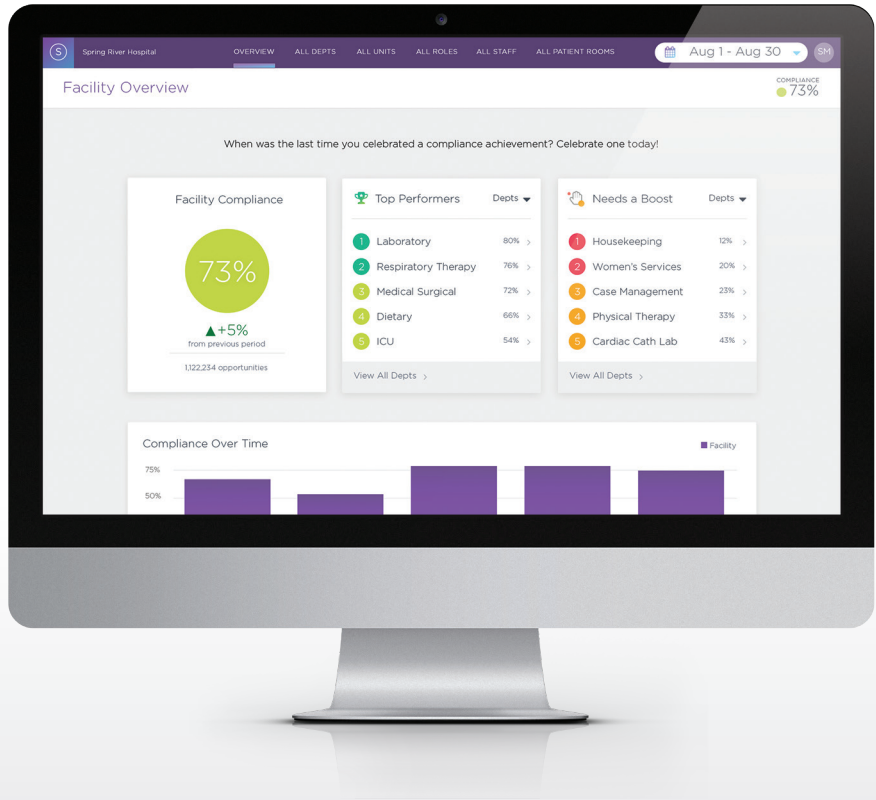 S
Spring River Hospital
OVERVIEW
ALL DEPTS
ALL UNITS
ALL ROLES
ALL STAFF
ALL PATIENT ROOMS
Aug 1 - Aug 30
SM
Facility Overview
COMPLIANCE
73%
When was the last time you celebrated a compliance achievement? Celebrate one today!
Facility Compliance
73%
+5%
from previous period
1,122,234 opportunities
Top Performers
Depts
1 Laboratory 80%
2 Respiratory Therapy 76%
3 Medical Surgical 72%
4 Dietary 66%
5 ICU 54%
View All Depts
Needs a Boost
Depts
1 Housekeeping 12%
2 Women's Services 20%
3 Case Management 23%
4 Physical Therapy 33%
5 Cardiac Cath Lab 43%
View All Depts
Compliance Over Time
Facility
75%
50%